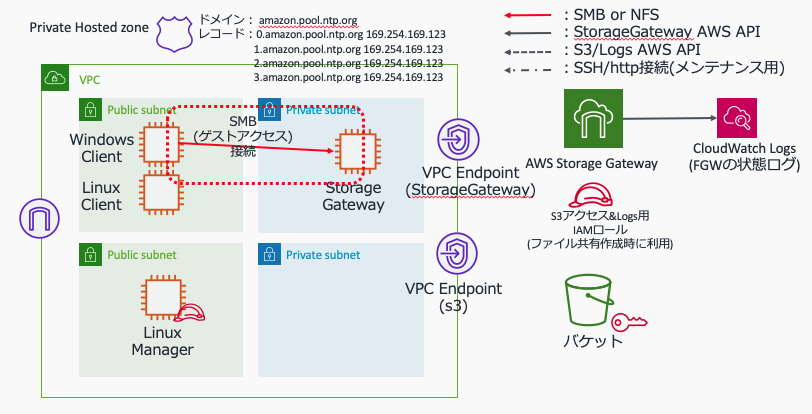 Private Hosted zone
ドメイン： amazon.pool.ntp.org
レコード：0.amazon.pool.ntp.org 169.254.169.123
1.amazon.pool.ntp.org 169.254.169.123
2.amazon.pool.ntp.org 169.254.169.123
3.amazon.pool.ntp.org 169.254.169.123
：SMB or NFS
：StorageGateway AWS API
：S3/Logs AWS API
：SSH/http接続(メンテナンス用)
VPC
Public subnet
Private subnet
Windows
Client
SMB
(ゲストアクセス)
接続
Linux
Client
Storage
Gateway
VPC Endpoint
(StorageGateway)
AWS Storage Gateway
CloudWatch Logs
(FGWの状態ログ)
S3アクセス&Logs用
IAMロール
(ファイル共有作成時に利用)
Public subnet
Private subnet
VPC Endpoint
(s3)
Linux
Manager
バケット